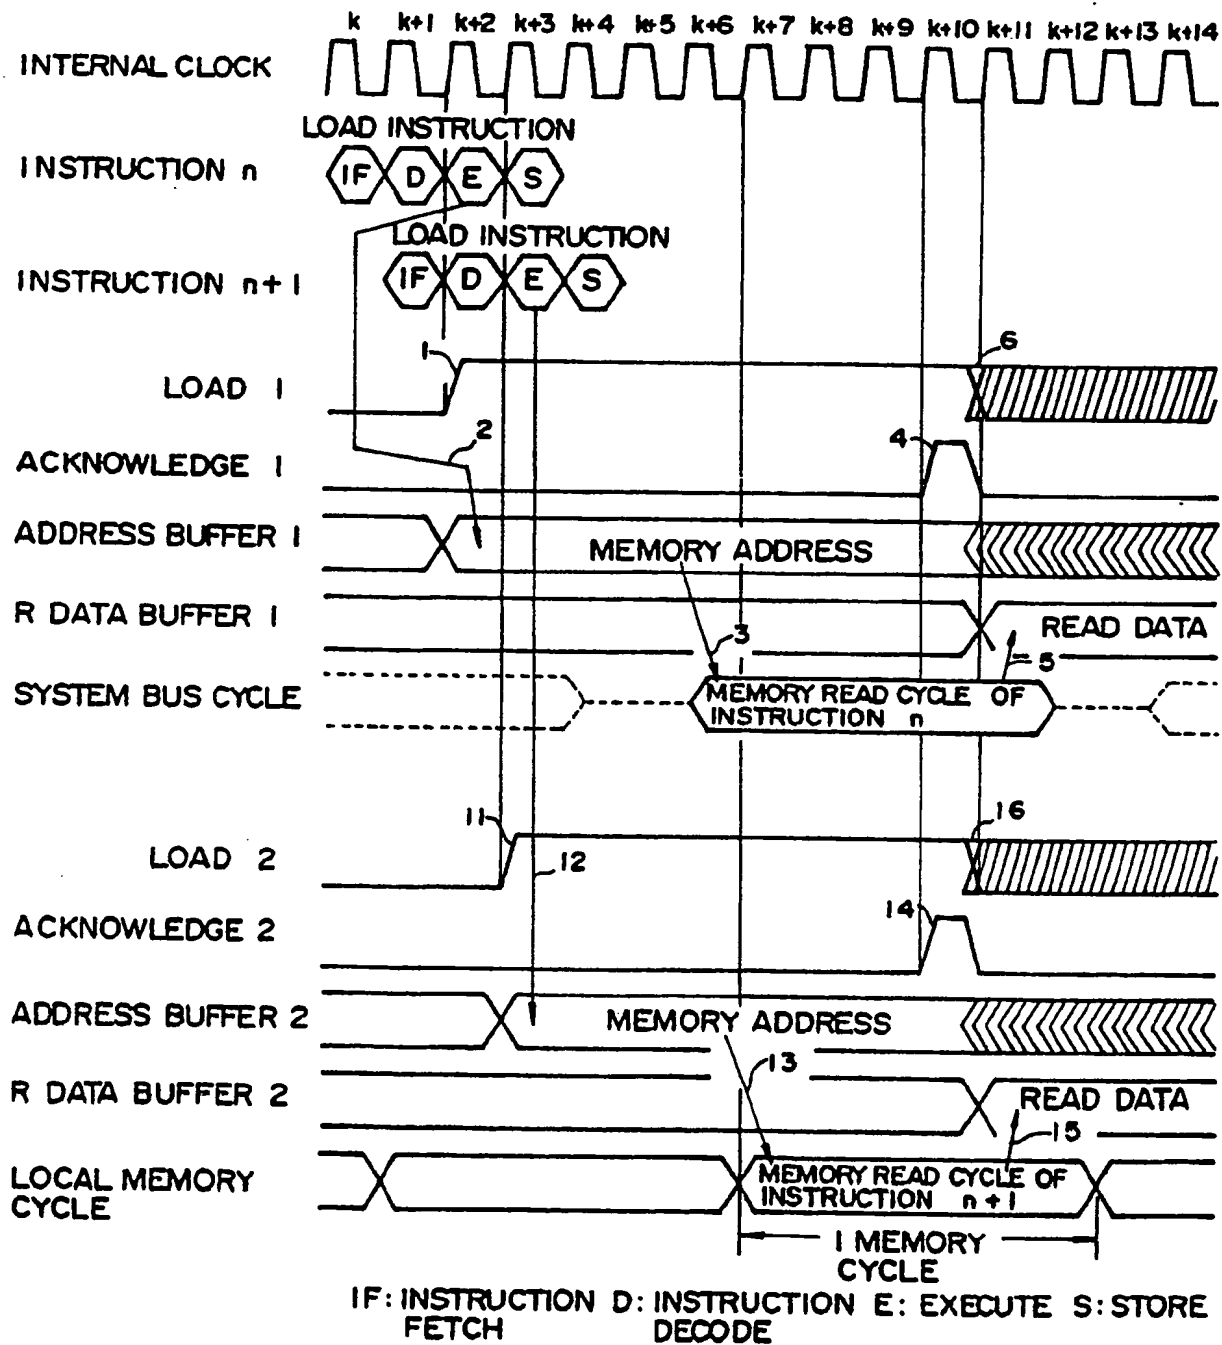 k k+1 k+2 k+3 k+4 k+5 k+6 k+7 k+8 k+9 k+10 k+11 k+12 k+13 k+14
INTERNAL CLOCK
LOAD INSTRUCTION
INSTRUCTION n IF D E S
LOAD INSTRUCTION
INSTRUCTION n+1 IF D E S
1 6
LOAD 1
2 4
ACKNOWLEDGE 1
ADDRESS BUFFER 1 MEMORY ADDRESS
R DATA BUFFER 1 READ DATA
3 5
SYSTEM BUS CYCLE MEMORY READ CYCLE OF
INSTRUCTION n
11 16
LOAD 2 12
14
ACKNOWLEDGE 2
ADDRESS BUFFER 2 MEMORY ADDRESS
13
R DATA BUFFER 2 READ DATA
15
LOCAL MEMORY CYCLE MEMORY READ CYCLE OF
INSTRUCTION n+1
1 MEMORY
CYCLE
IF: INSTRUCTION D: INSTRUCTION E: EXECUTE S: STORE
FETCH DECODE